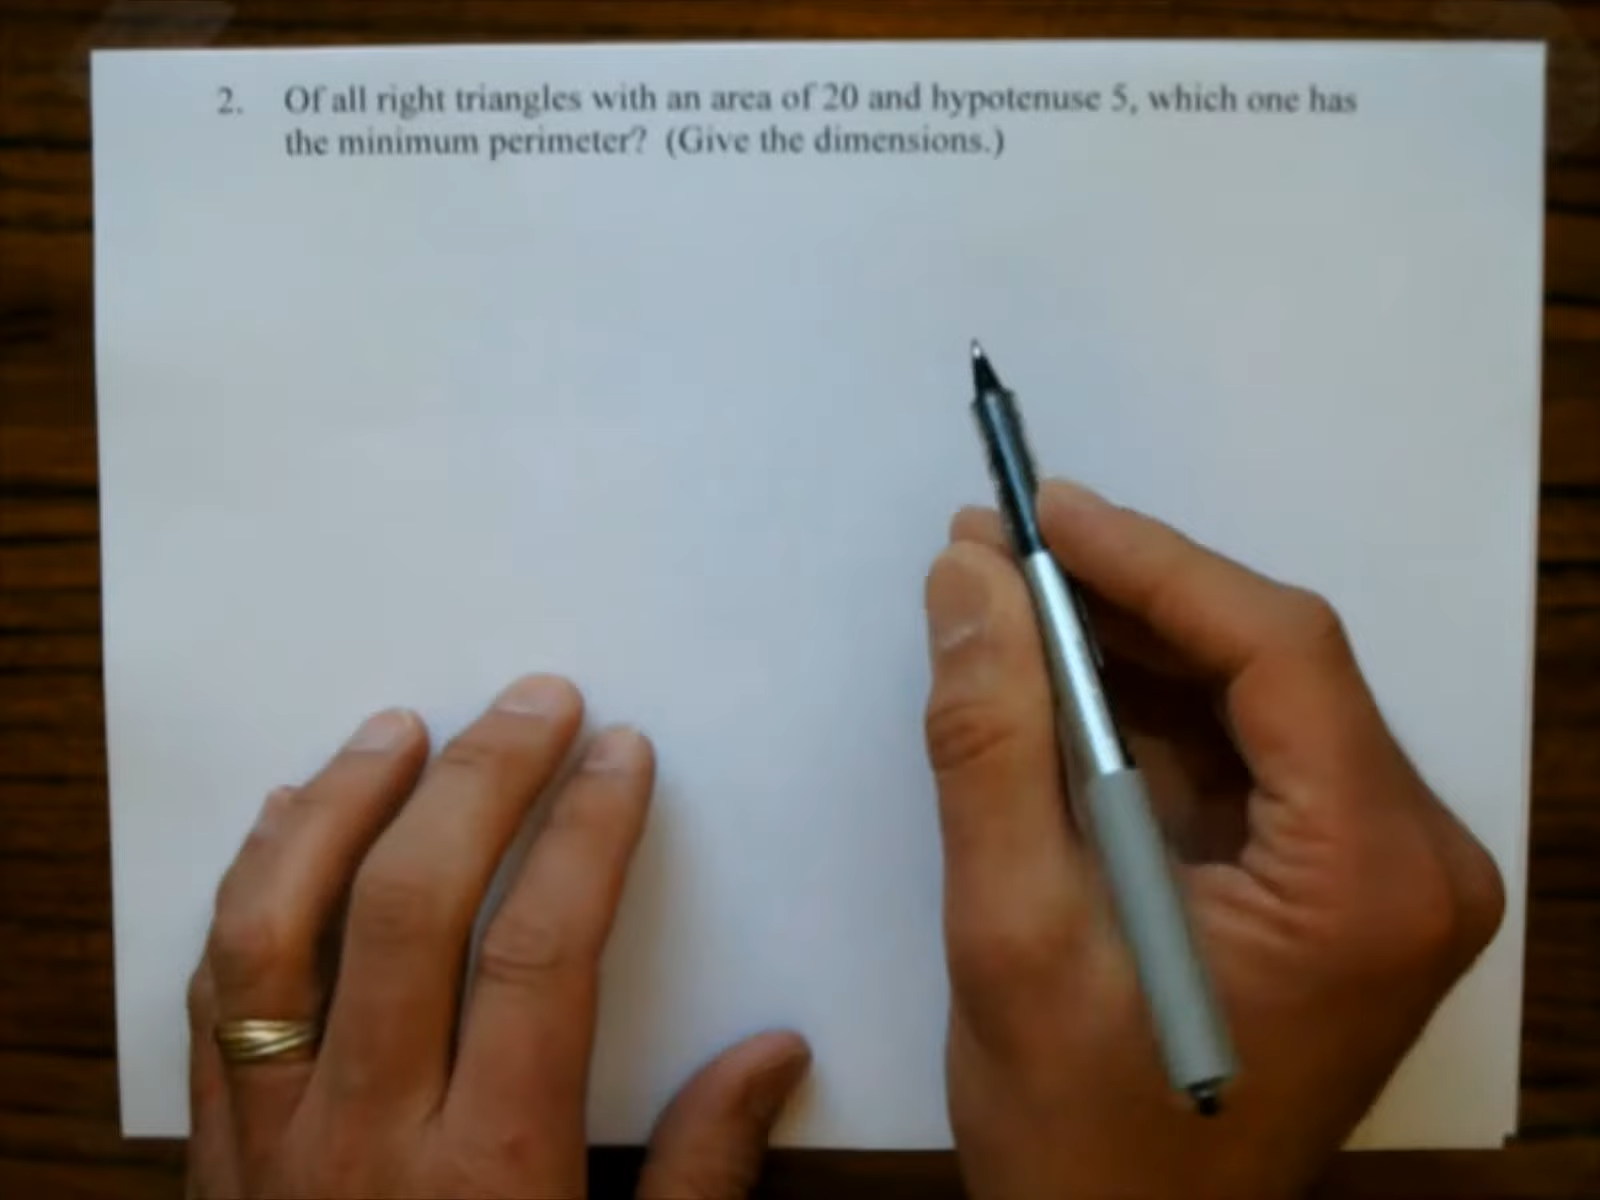 2. Of all right triangles with an area of 20 and hypotenuse 5, which one has
the minimum perimeter? (Give the dimensions.)